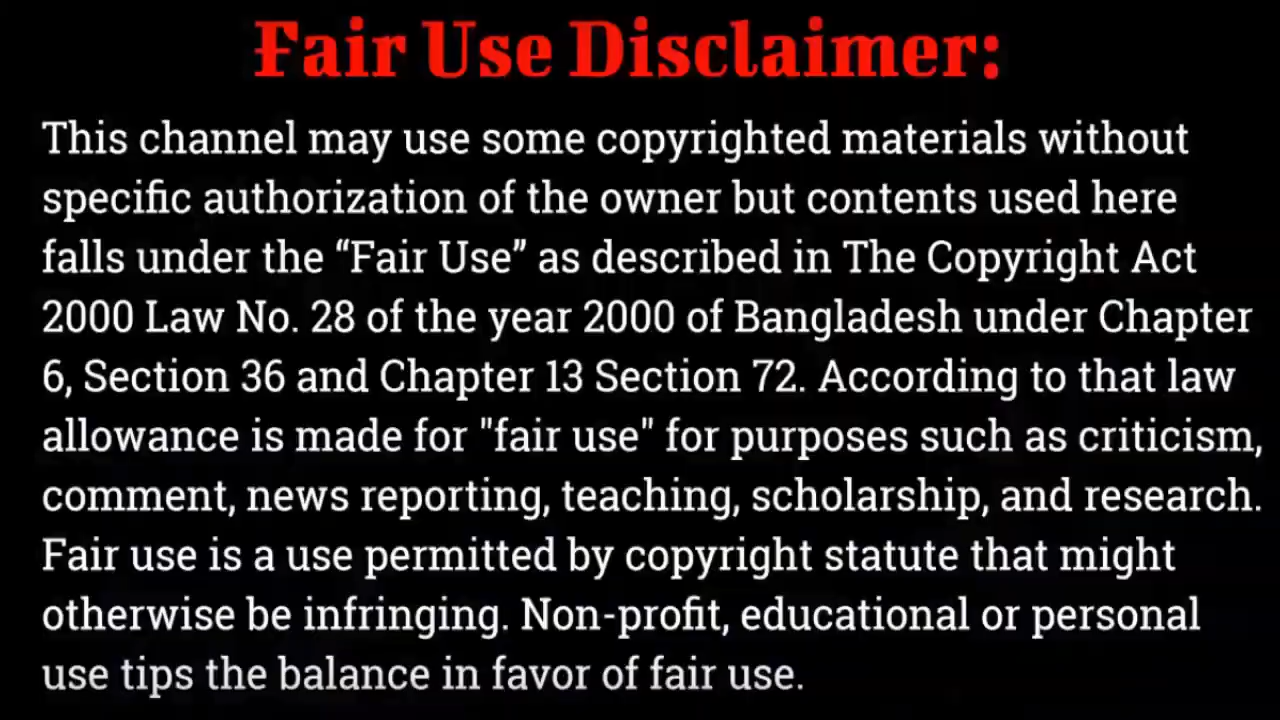 Fair Use Disclaimer:
This channel may use some copyrighted materials without
specific authorization of the owner but contents used here
falls under the “Fair Use” as described in The Copyright Act
2000 Law No. 28 of the year 2000 of Bangladesh under Chapter
6, Section 36 and Chapter 13 Section 72. According to that law
allowance is made for "fair use" for purposes such as criticism,
comment, news reporting, teaching, scholarship, and research.
Fair use is a use permitted by copyright statute that might
otherwise be infringing. Non-profit, educational or personal
use tips the balance in favor of fair use.